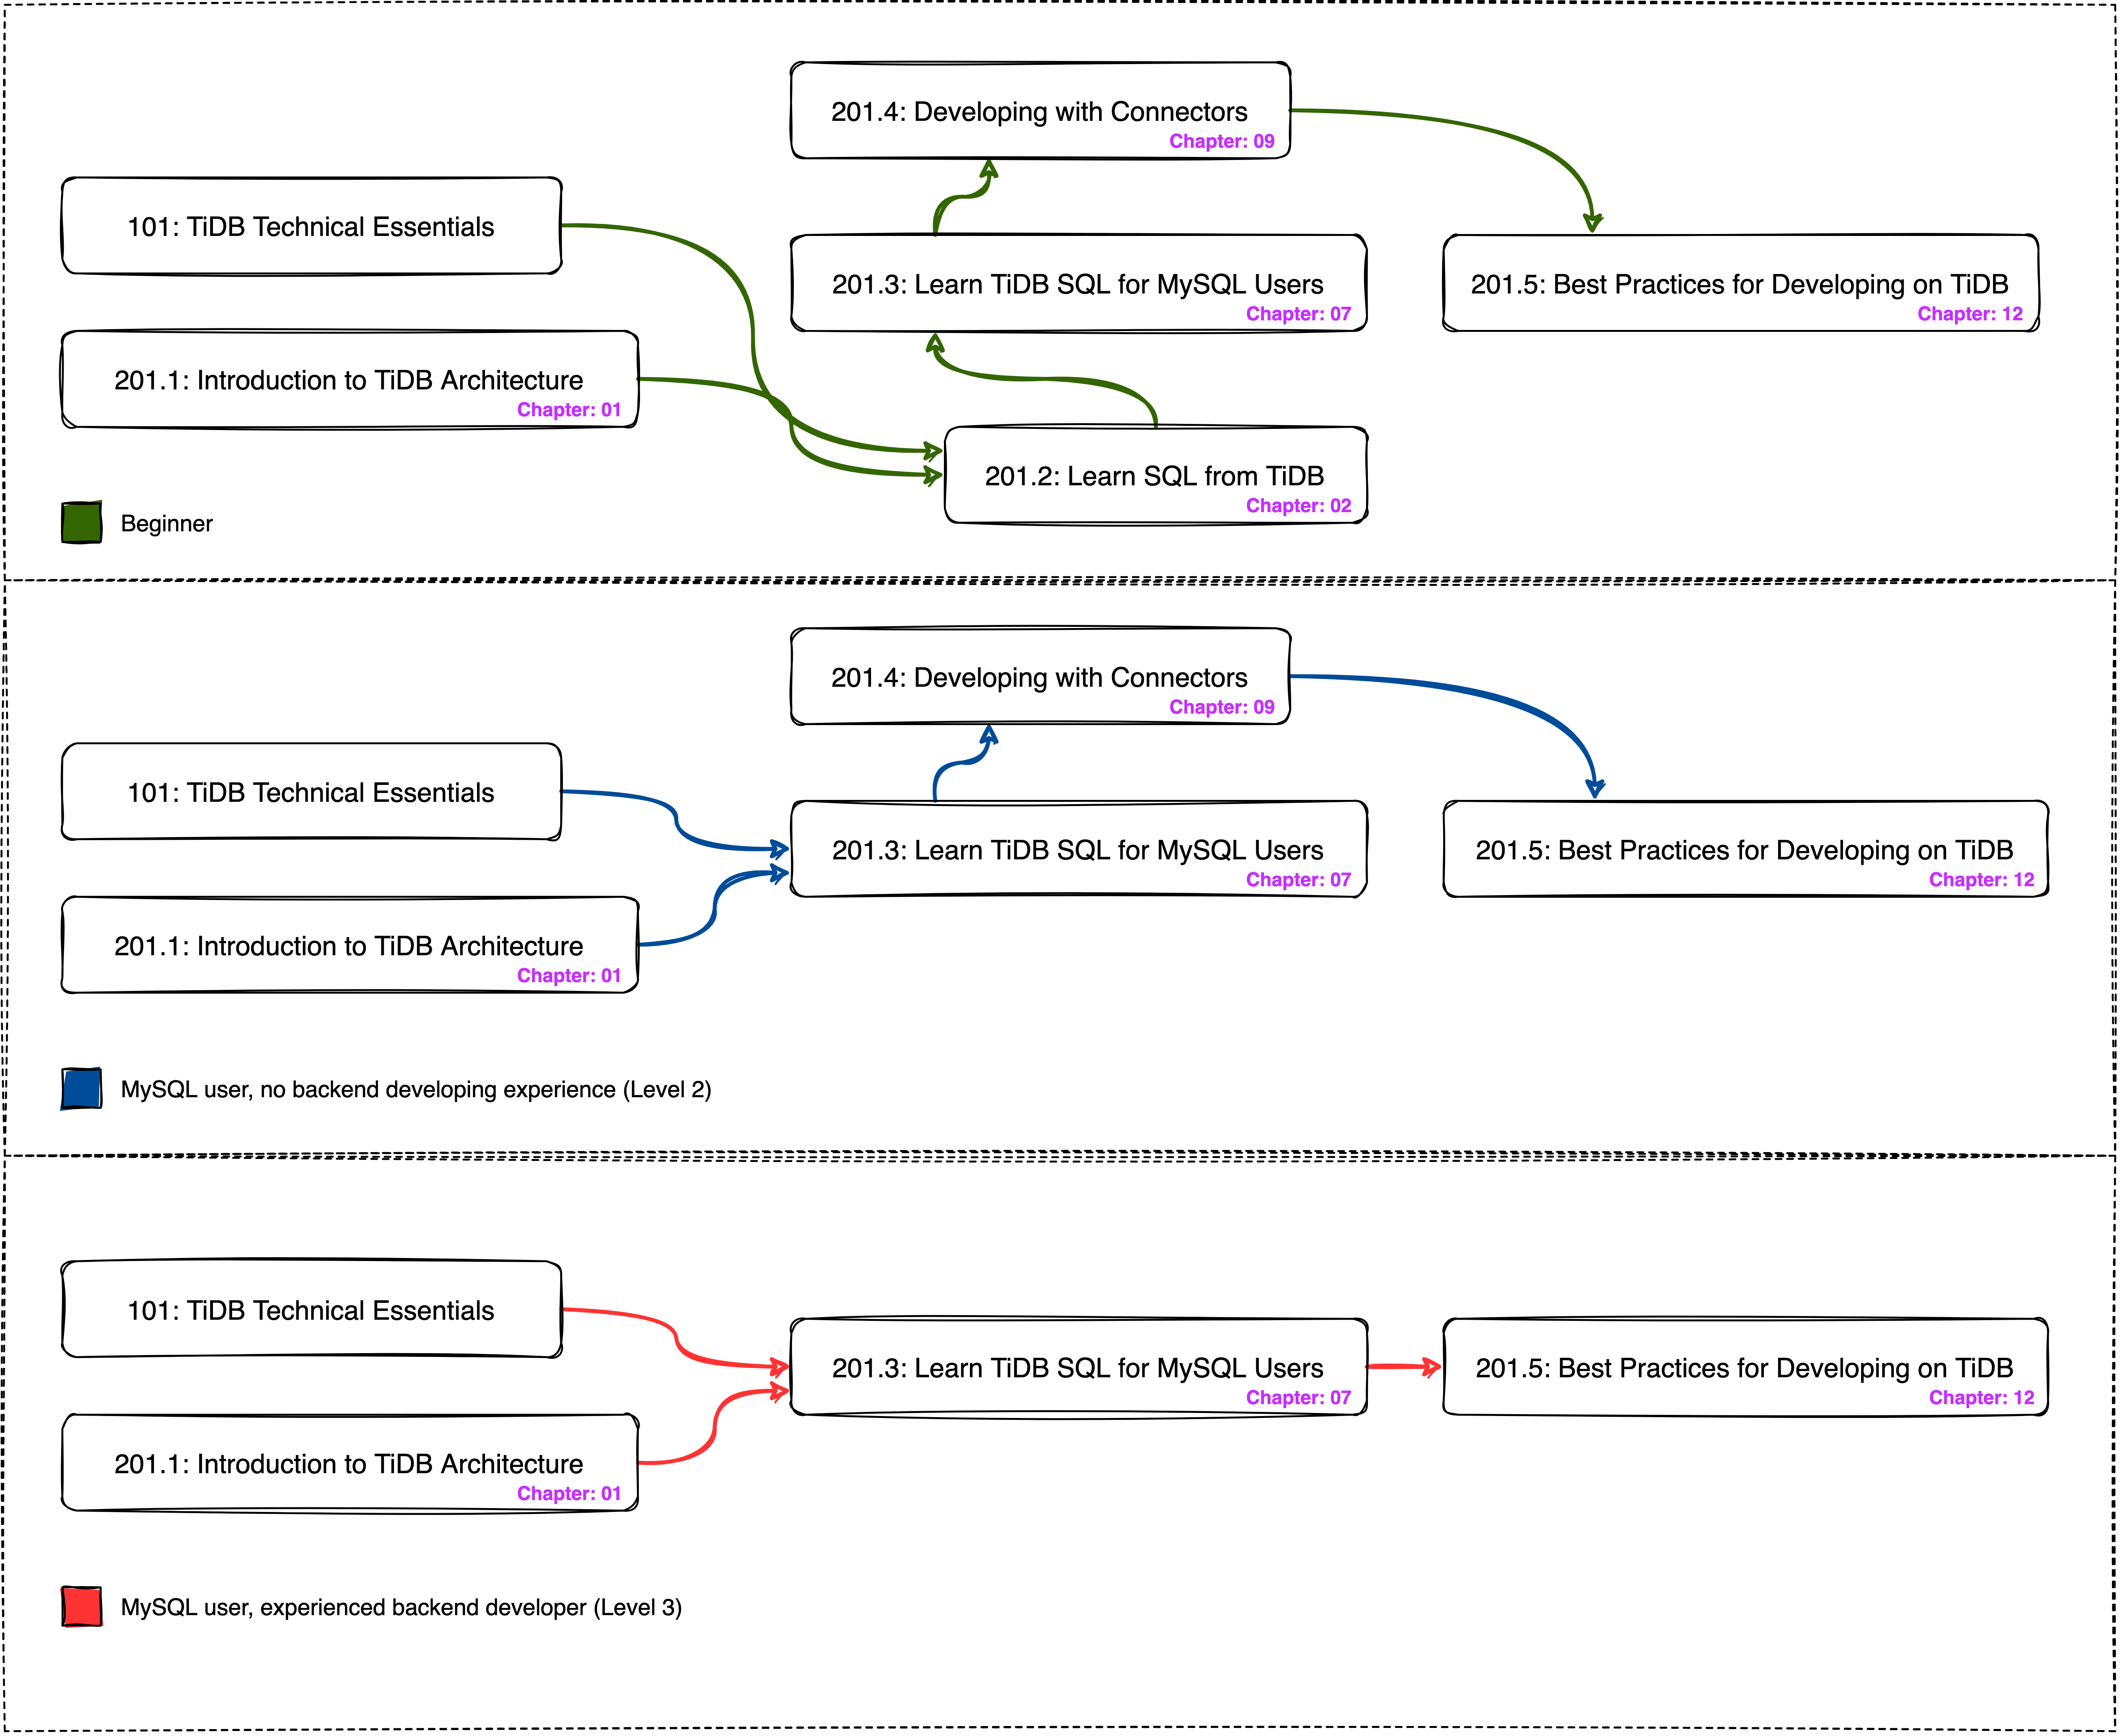 201.4: Developing with Connectors
Chapter: 09
101: TiDB Technical Essentials
201.3: Learn TiDB SQL for MySQL Users
Chapter: 07
201.5: Best Practices for Developing on TiDB
Chapter: 12
201.1: Introduction to TiDB Architecture
Chapter: 01
201.2: Learn SQL from TiDB
Chapter: 02
Beginner
201.4: Developing with Connectors
Chapter: 09
101: TiDB Technical Essentials
201.3: Learn TiDB SQL for MySQL Users
Chapter: 07
201.5: Best Practices for Developing on TiDB
Chapter: 12
201.1: Introduction to TiDB Architecture
Chapter: 01
MySQL user, no backend developing experience (Level 2)
101: TiDB Technical Essentials
201.3: Learn TiDB SQL for MySQL Users
Chapter: 07
201.5: Best Practices for Developing on TiDB
Chapter: 12
201.1: Introduction to TiDB Architecture
Chapter: 01
MySQL user, experienced backend developer (Level 3)